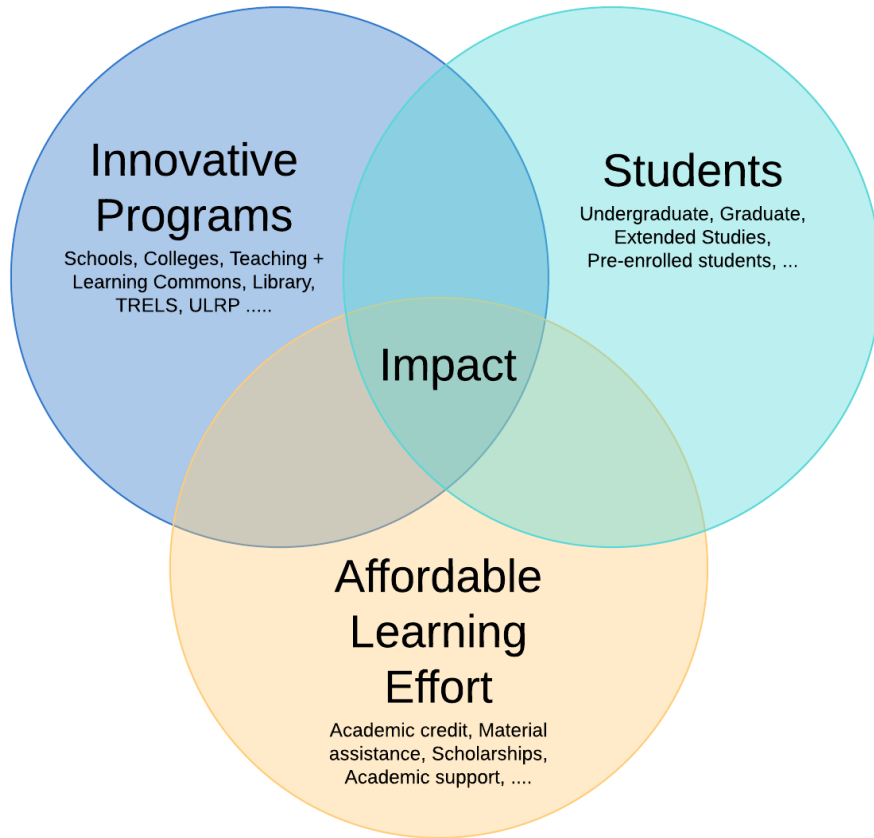 Innovative
Programs
Schools, Colleges, Teaching +
Learning Commons, Library,
TRELS, ULRP .....
Students
Undergraduate, Graduate,
Extended Studies,
Pre-enrolled students, ...
Impact
Affordable
Learning
Effort
Academic credit, Material
assistance, Scholarships,
Academic support, ....